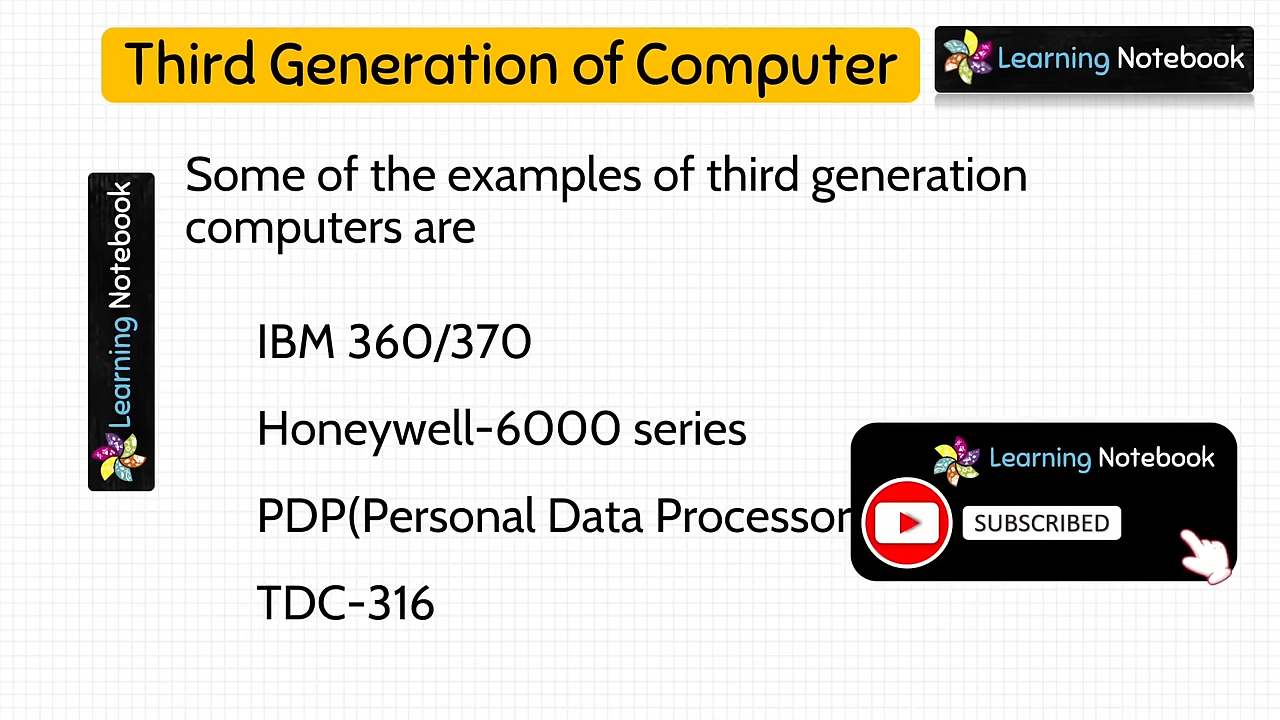 Third Generation of Computer
Learning Notebook
Learning Notebook
Some of the examples of third generation
computers are
IBM 360/370
Honeywell-6000 series
PDP(Personal Data Processor
TDC-316
Learning Notebook
SUBSCRIBED